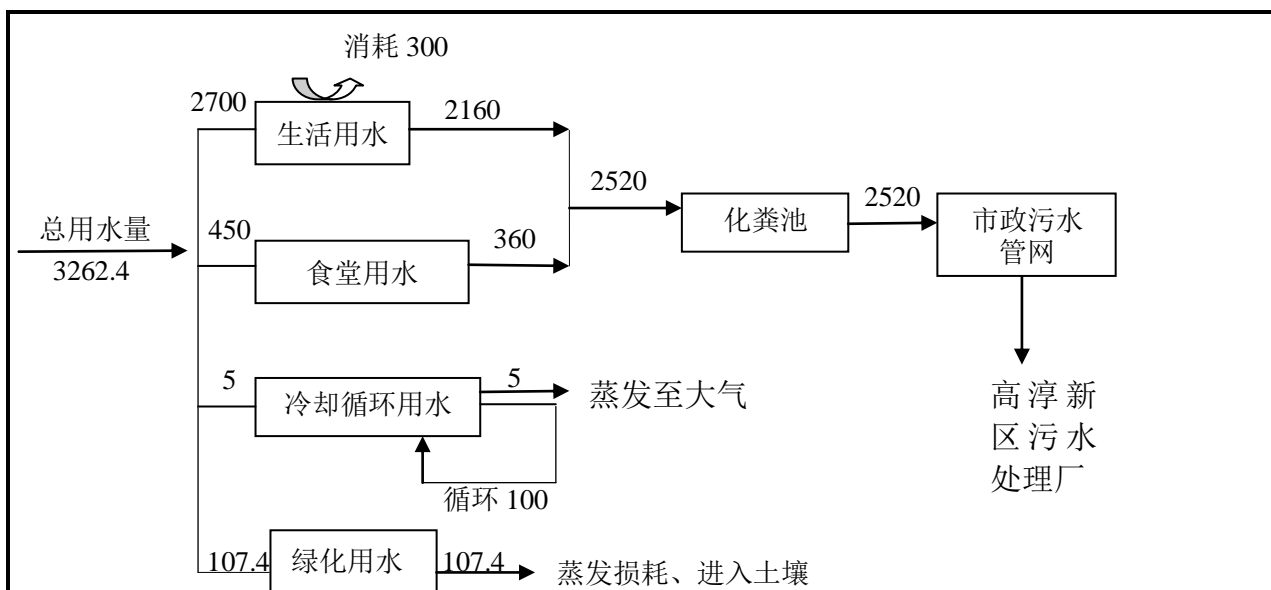 消耗 300
2700
生活用水
2160
总用水量
3262.4
450
食堂用水
360
2520
化粪池
2520
市政污水
管网
5
冷却循环用水
5
蒸发至大气
循环 100
高淳新
区污水
处理厂
107.4
绿化用水
107.4
蒸发损耗、进入土壤